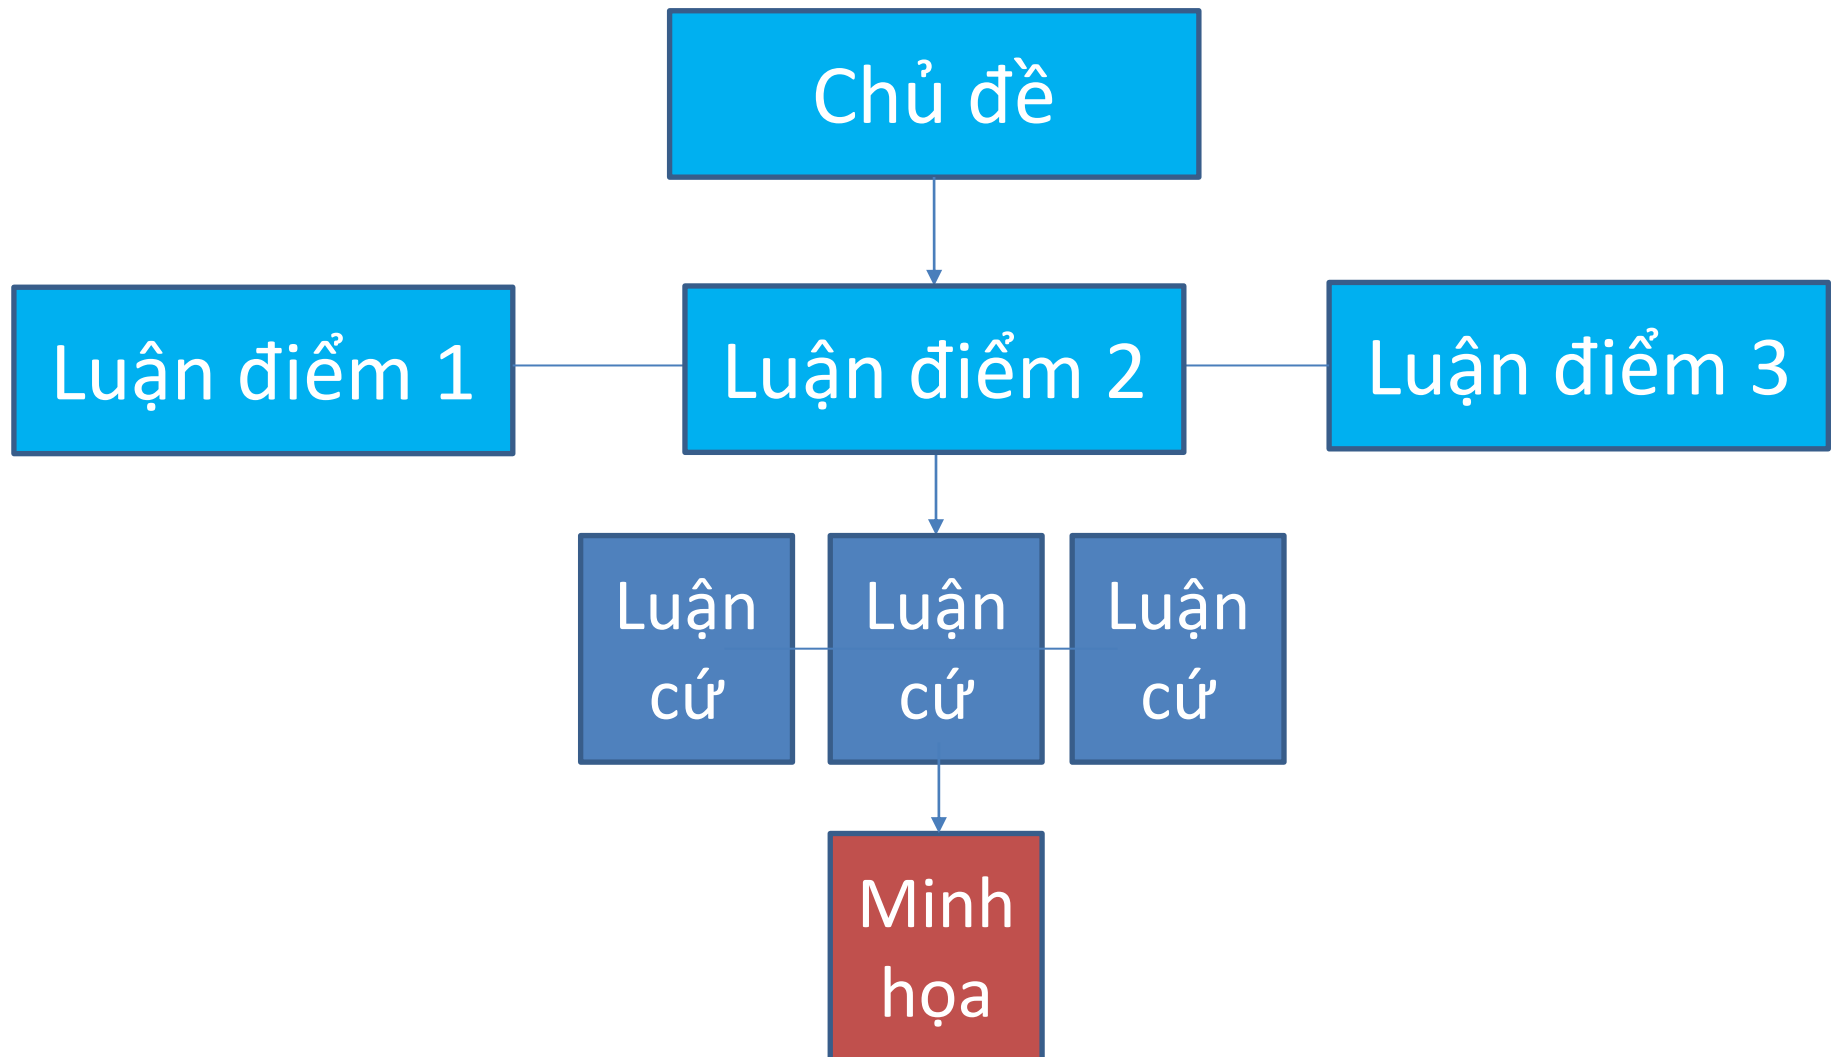 Chủ đề
Luận điểm 1
Luận điểm 2
Luận điểm 3
Luận
cứ
Luận
cứ
Luận
cứ
Minh
họa